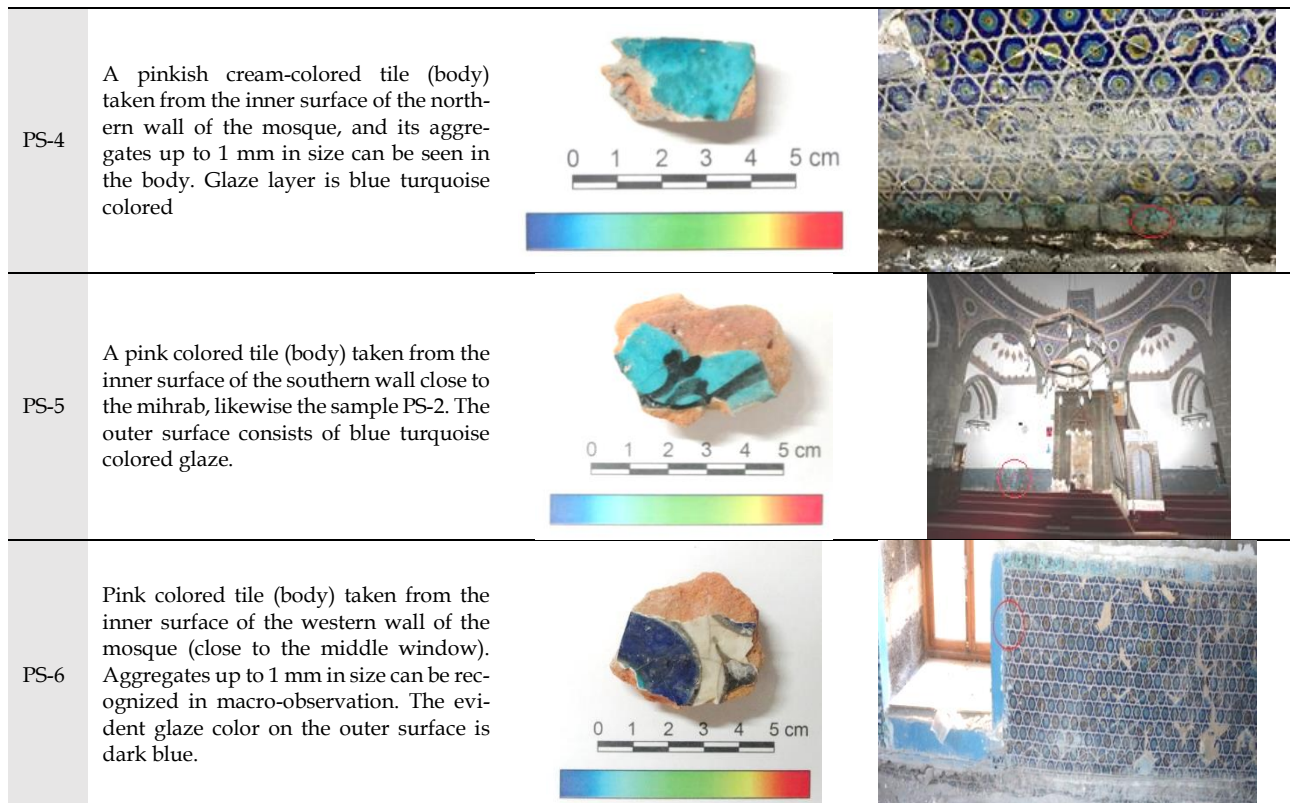 PS-4
A pinkish cream-colored tile (body)
taken from the inner surface of the north-
ern wall of the mosque, and its aggre-
gates up to 1 mm in size can be seen in
the body. Glaze layer is blue turquoise
colored
0 1 2 3 4 5 cm
PS-5
A pink colored tile (body) taken from the
inner surface of the southern wall close to
the mihrab, likewise the sample PS-2. The
outer surface consists of blue turquoise
colored glaze.
0 1 2 3 4 5 cm
PS-6
Pink colored tile (body) taken from the
inner surface of the western wall of the
mosque (close to the middle window).
Aggregates up to 1 mm in size can be rec-
ognized in macro-observation. The evi-
dent glaze color on the outer surface is
dark blue.
0 1 2 3 4 5 cm